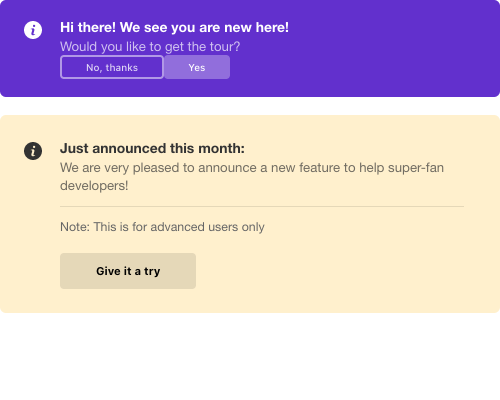 Hi there! We see you are new here!
Would you like to get the tour?
No, thanks Yes
Just announced this month:
We are very pleased to announce a new feature to help super-fan
developers!
Note: This is for advanced users only
Give it a try